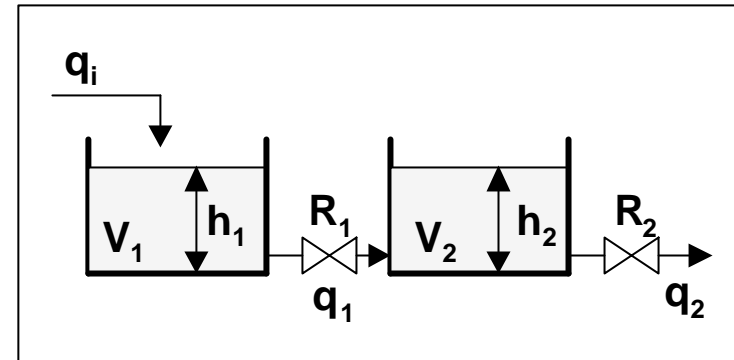 qᵢ
V₁
h₁
R₁
q₁
V₂
h₂
R₂
q₂